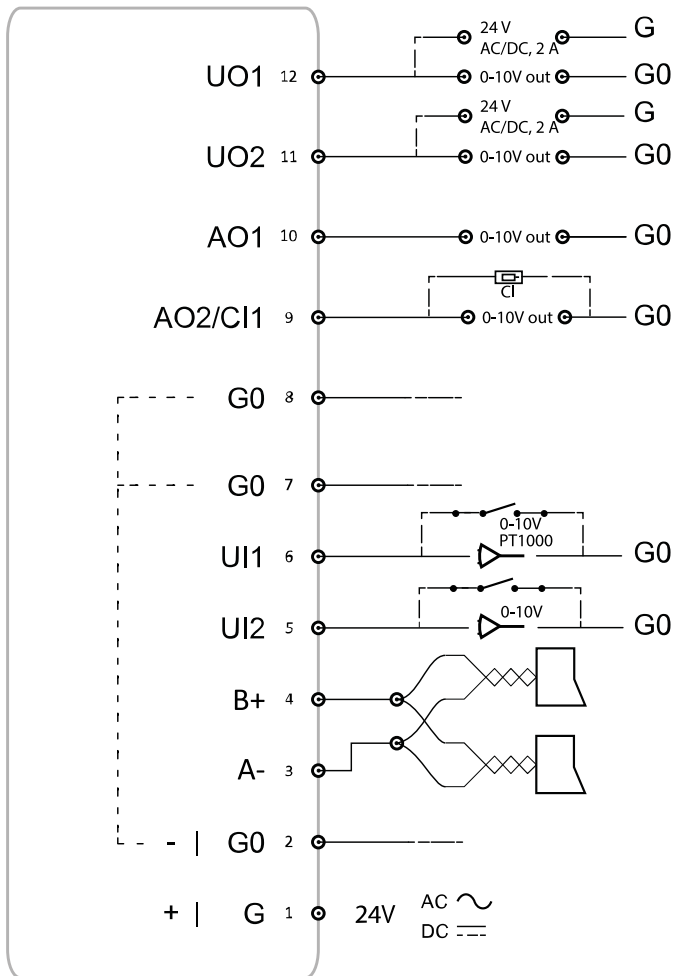 24 V
AC/DC, 2 A
G
UO1 12 0-10V out G0
24 V
AC/DC, 2 A
G
UO2 11 0-10V out G0
AO1 10 0-10V out G0
CI
AO2/CI1 9 0-10V out G0
G0 8
G0 7
0-10V
PT1000
UI1 6 G0
0-10V
UI2 5 G0
B+ 4
A- 3
- | G0 2
+ | G 1 24V
AC
DC